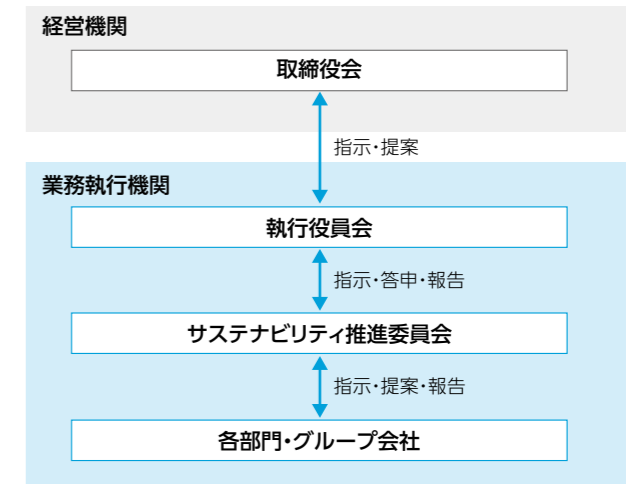 経営機関
取締役会
指示・提案
業務執行機関
執行役員会
指示・答申・報告
サステナビリティ推進委員会
指示・提案・報告
各部門・グループ会社